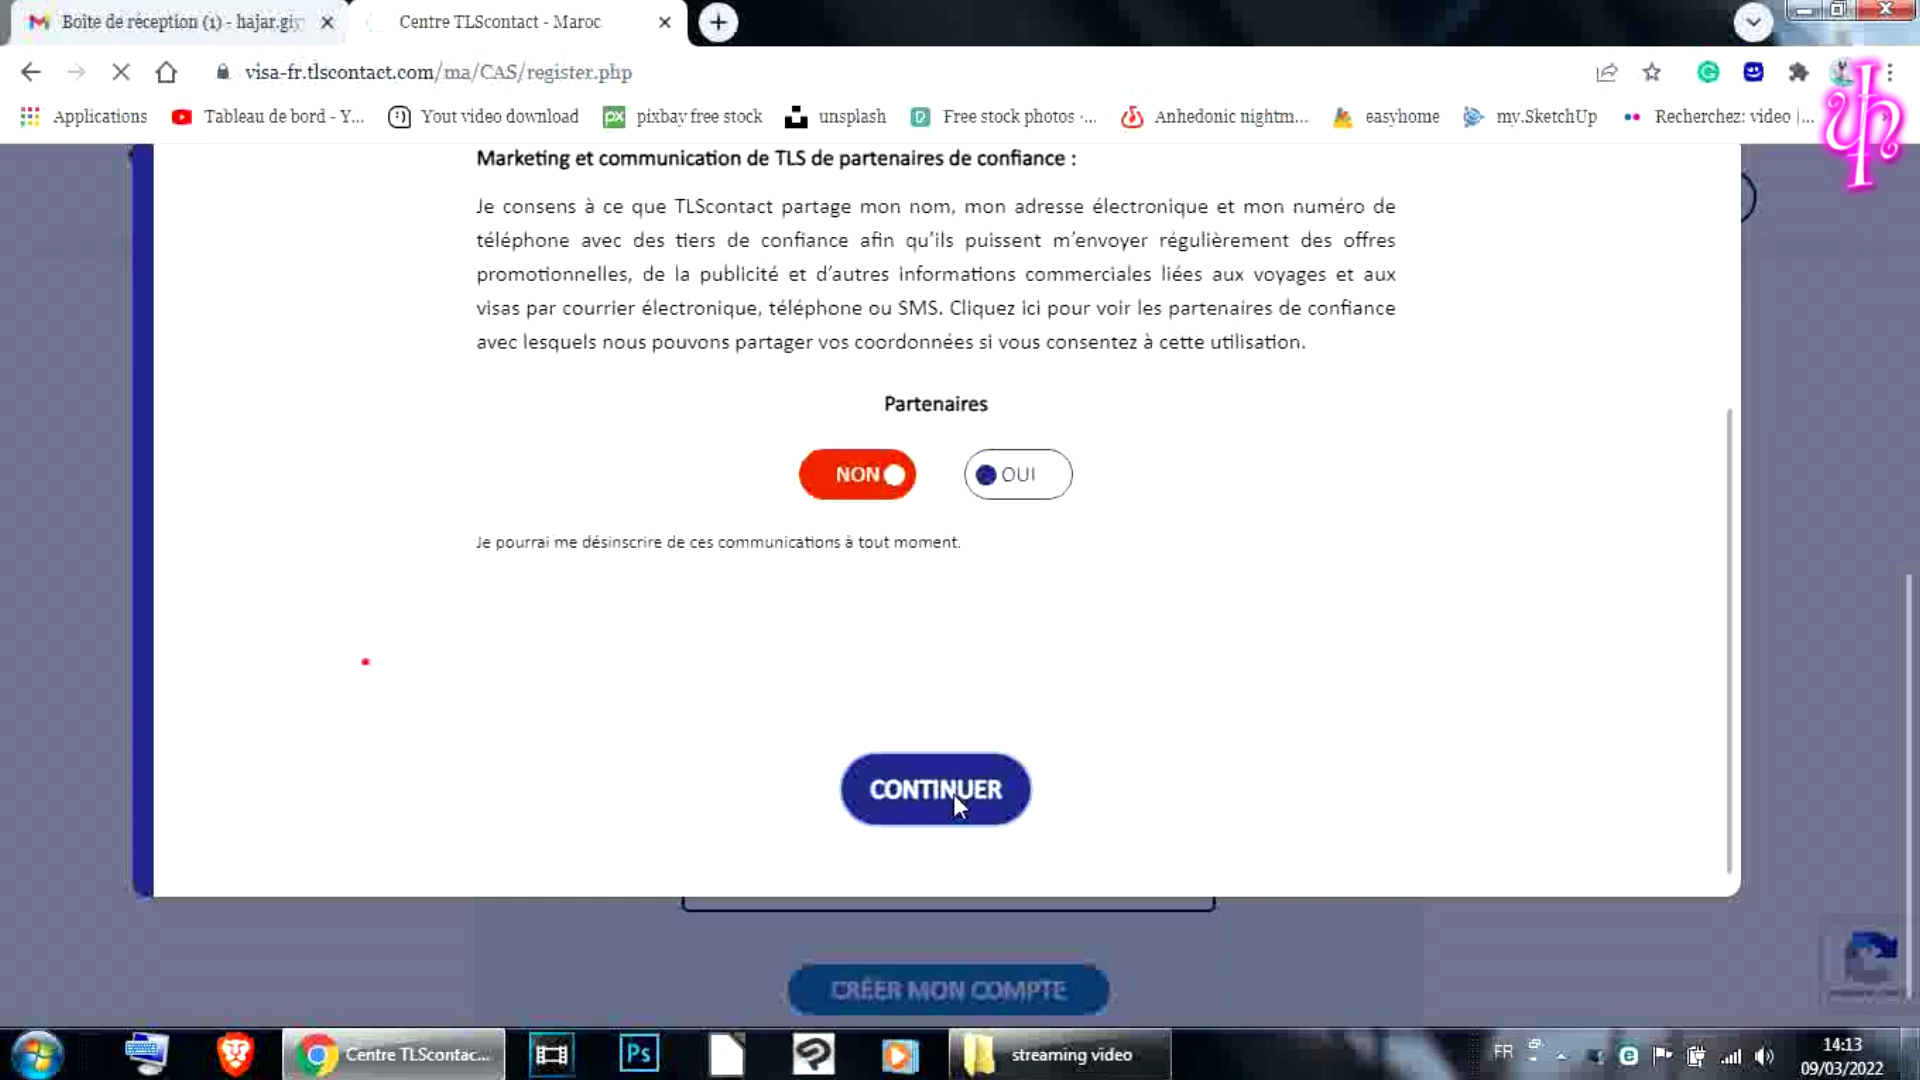 Boîte de réception (1) - hajar.giy
Centre TLScontact - Maroc
visa-fr.tlscontact.com/ma/CAS/register.php
Applications
Tableau de bord - Y...
Yout video download
pixbay free stock
unsplash
Free stock photos -...
Anhedonic nightm...
easyhome
my.SketchUp
Recherchez: video |...
Marketing et communication de TLS de partenaires de confiance :
Je consens à ce que TLScontact partage mon nom, mon adresse électronique et mon numéro de
téléphone avec des tiers de confiance afin qu'ils puissent m'envoyer régulièrement des offres
promotionnelles, de la publicité et d'autres informations commerciales liées aux voyages et aux
visas par courrier électronique, téléphone ou SMS. Cliquez ici pour voir les partenaires de confiance
avec lesquels nous pouvons partager vos coordonnées si vous consentez à cette utilisation.
Partenaires
NON
OUI
Je pourrai me désinscrire de ces communications à tout moment.
CONTINUER
CRÉER MON COMPTE
Centre TLScontac...
Ps
streaming video
FR
14:13
09/03/2022